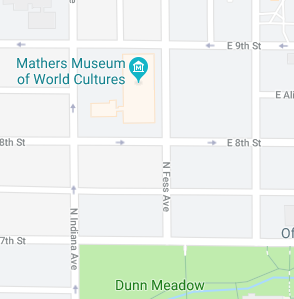 E 9th St
Mathers Museum
of World Cultures
E Ali
8th St
E 8th St
N Fess Ave
N Indiana Ave
7th St
Of
Dunn Meadow